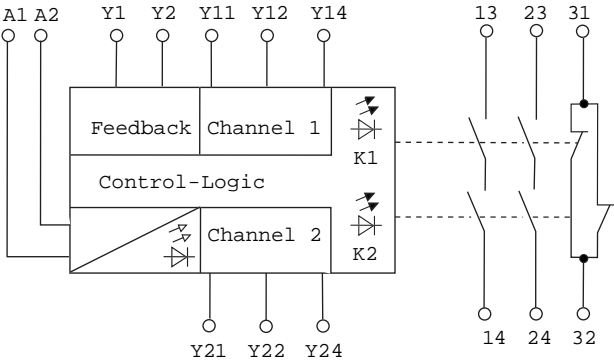 A1 A2 Y1 Y2 Y11 Y12 Y14 13 23 31
Feedback Channel 1
K1
Control-Logic
Channel 2
K2
14 24 32
Y21 Y22 Y24